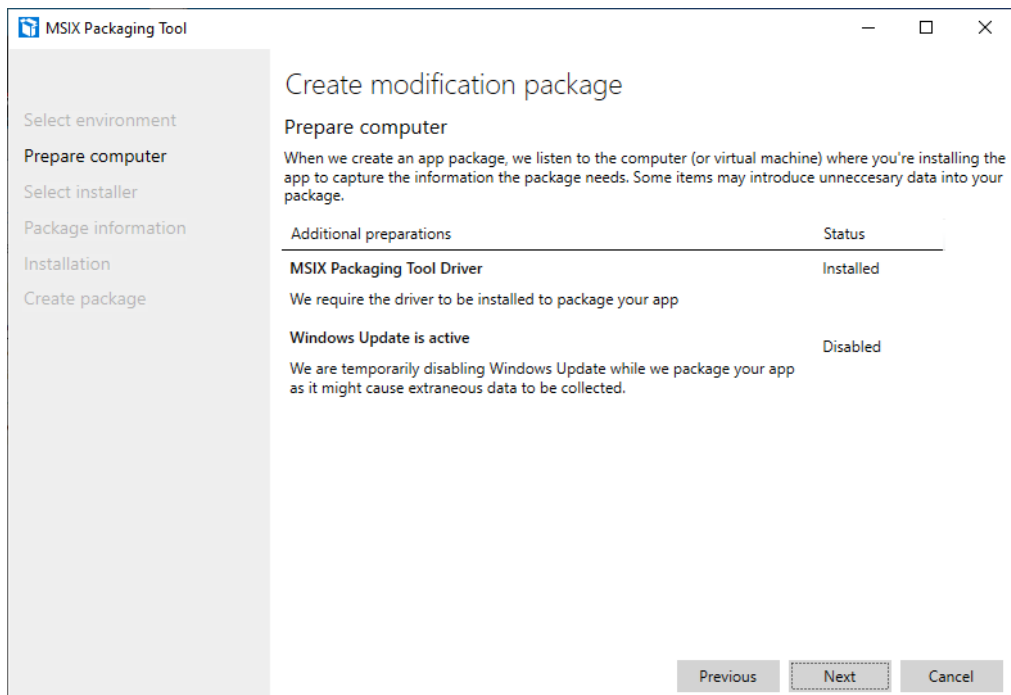 MSIX Packaging Tool
Select environment
Prepare computer
Select installer
Package information
Installation
Create package
Create modification package
Prepare computer
When we create an app package, we listen to the computer (or virtual machine) where you're installing the
app to capture the information the package needs. Some items may introduce unneccesary data into your
package.
Additional preparations Status
MSIX Packaging Tool Driver Installed
We require the driver to be installed to package your app
Windows Update is active
Disabled
We are temporarily disabling Windows Update while we package your app
as it might cause extraneous data to be collected.
Previous Next Cancel